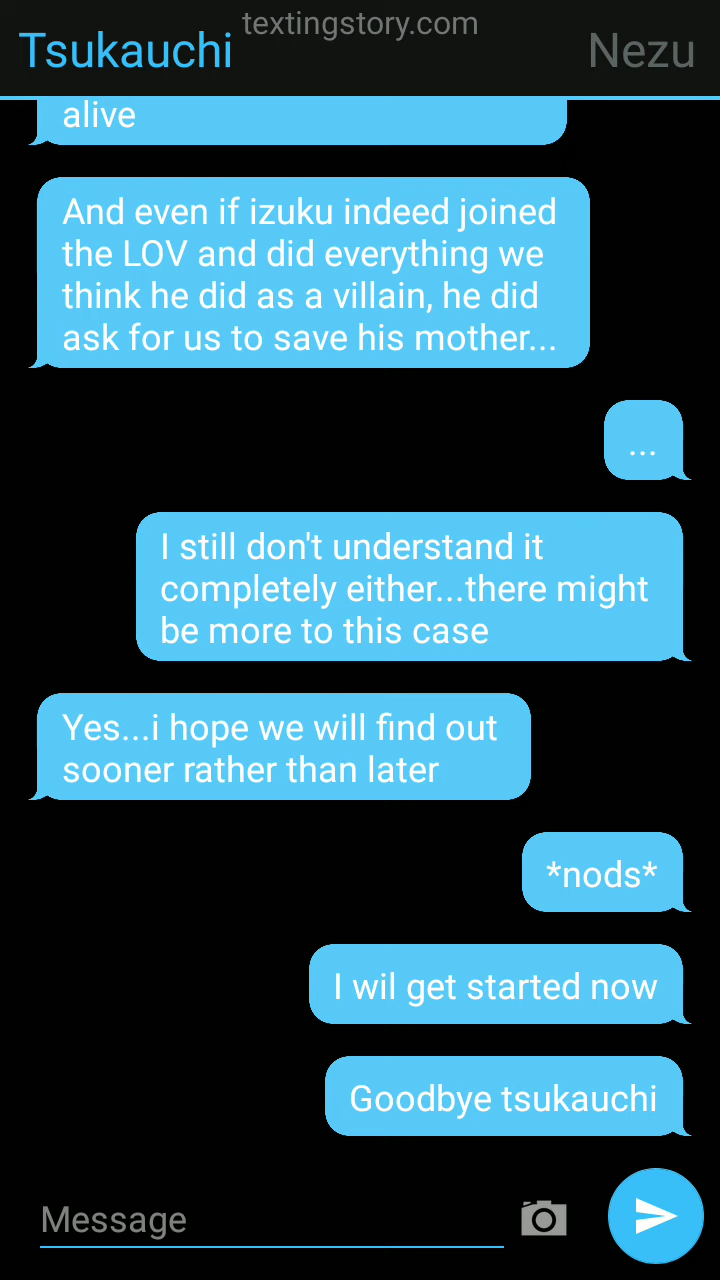 textingstory.com
Tsukauchi
Nezu
alive
And even if izuku indeed joined
the LOV and did everything we
think he did as a villain, he did
ask for us to save his mother...
...
I still don't understand it
completely either...there might
be more to this case
Yes...i hope we will find out
sooner rather than later
*nods*
I wil get started now
Goodbye tsukauchi
Message